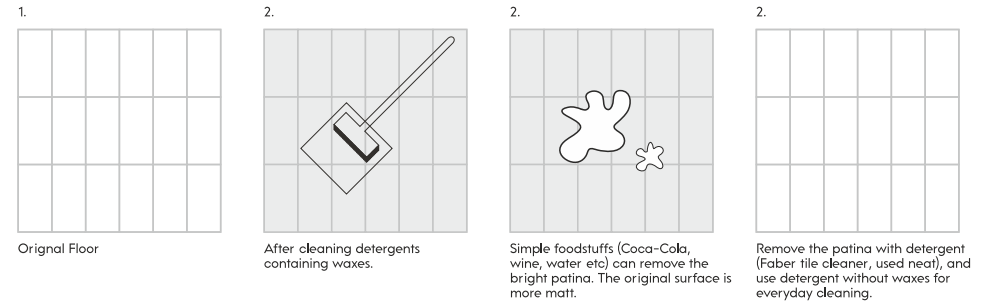 1.
Orignal Floor
2.
After cleaning detergents
containing waxes.
2.
Simple foodstuffs (Coca-Cola,
wine, water etc) can remove the
bright patina. The original surface is
more matt.
2.
Remove the patina with detergent
(Faber tile cleaner, used neat), and
use detergent without waxes for
everyday cleaning.